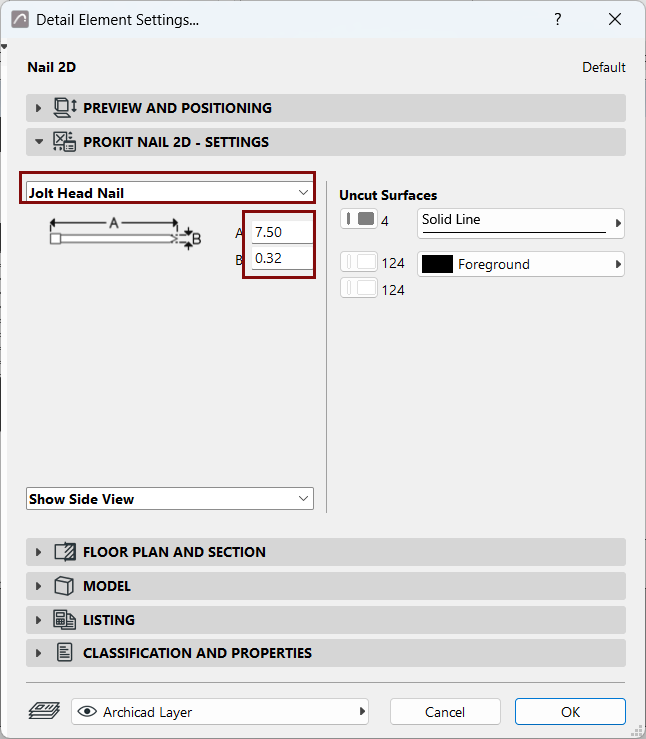 Detail Element Settings...
?
Nail 2D
Default
PREVIEW AND POSITIONING
PROKIT NAIL 2D - SETTINGS
Jolt Head Nail
A
B
A 7.50
B 0.32
Uncut Surfaces
4
Solid Line
124
Foreground
124
Show Side View
FLOOR PLAN AND SECTION
MODEL
LISTING
CLASSIFICATION AND PROPERTIES
Archicad Layer
Cancel
OK